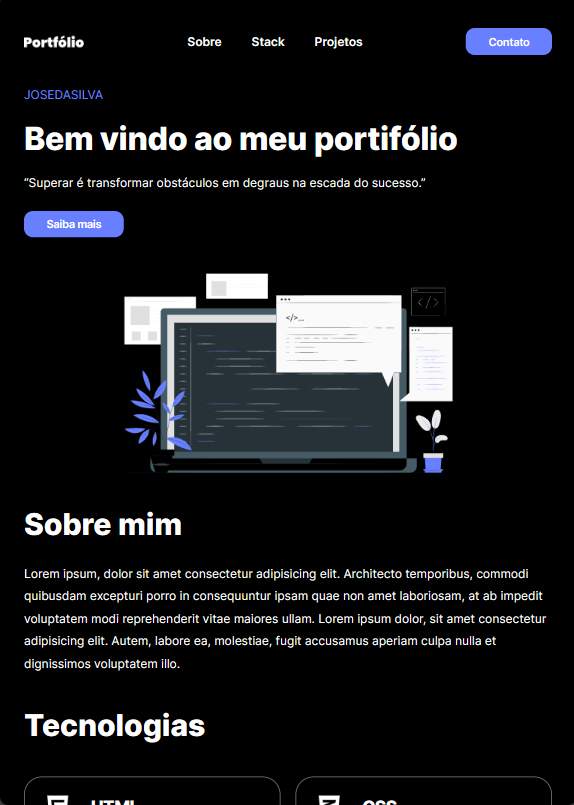 Portfólio
Sobre
Stack
Projetos
Contato
JOSEDASILVA
Bem vindo ao meu portifólio
“Superar é transformar obstáculos em degraus na escada do sucesso.”
Saiba mais
</>_
</>
Sobre mim
Lorem ipsum, dolor sit amet consectetur adipisicing elit. Architecto temporibus, commodi
quibusdam excepturi porro in consequuntur ipsam quae non amet laboriosam, at ab impedit
voluptatem modi reprehenderit vitae maiores ullam. Lorem ipsum dolor, sit amet consectetur
adipisicing elit. Autem, labore ea, molestiae, fugit accusamus aperiam culpa nulla et
dignissimos voluptatem illo.
Tecnologias
HTML
CSS